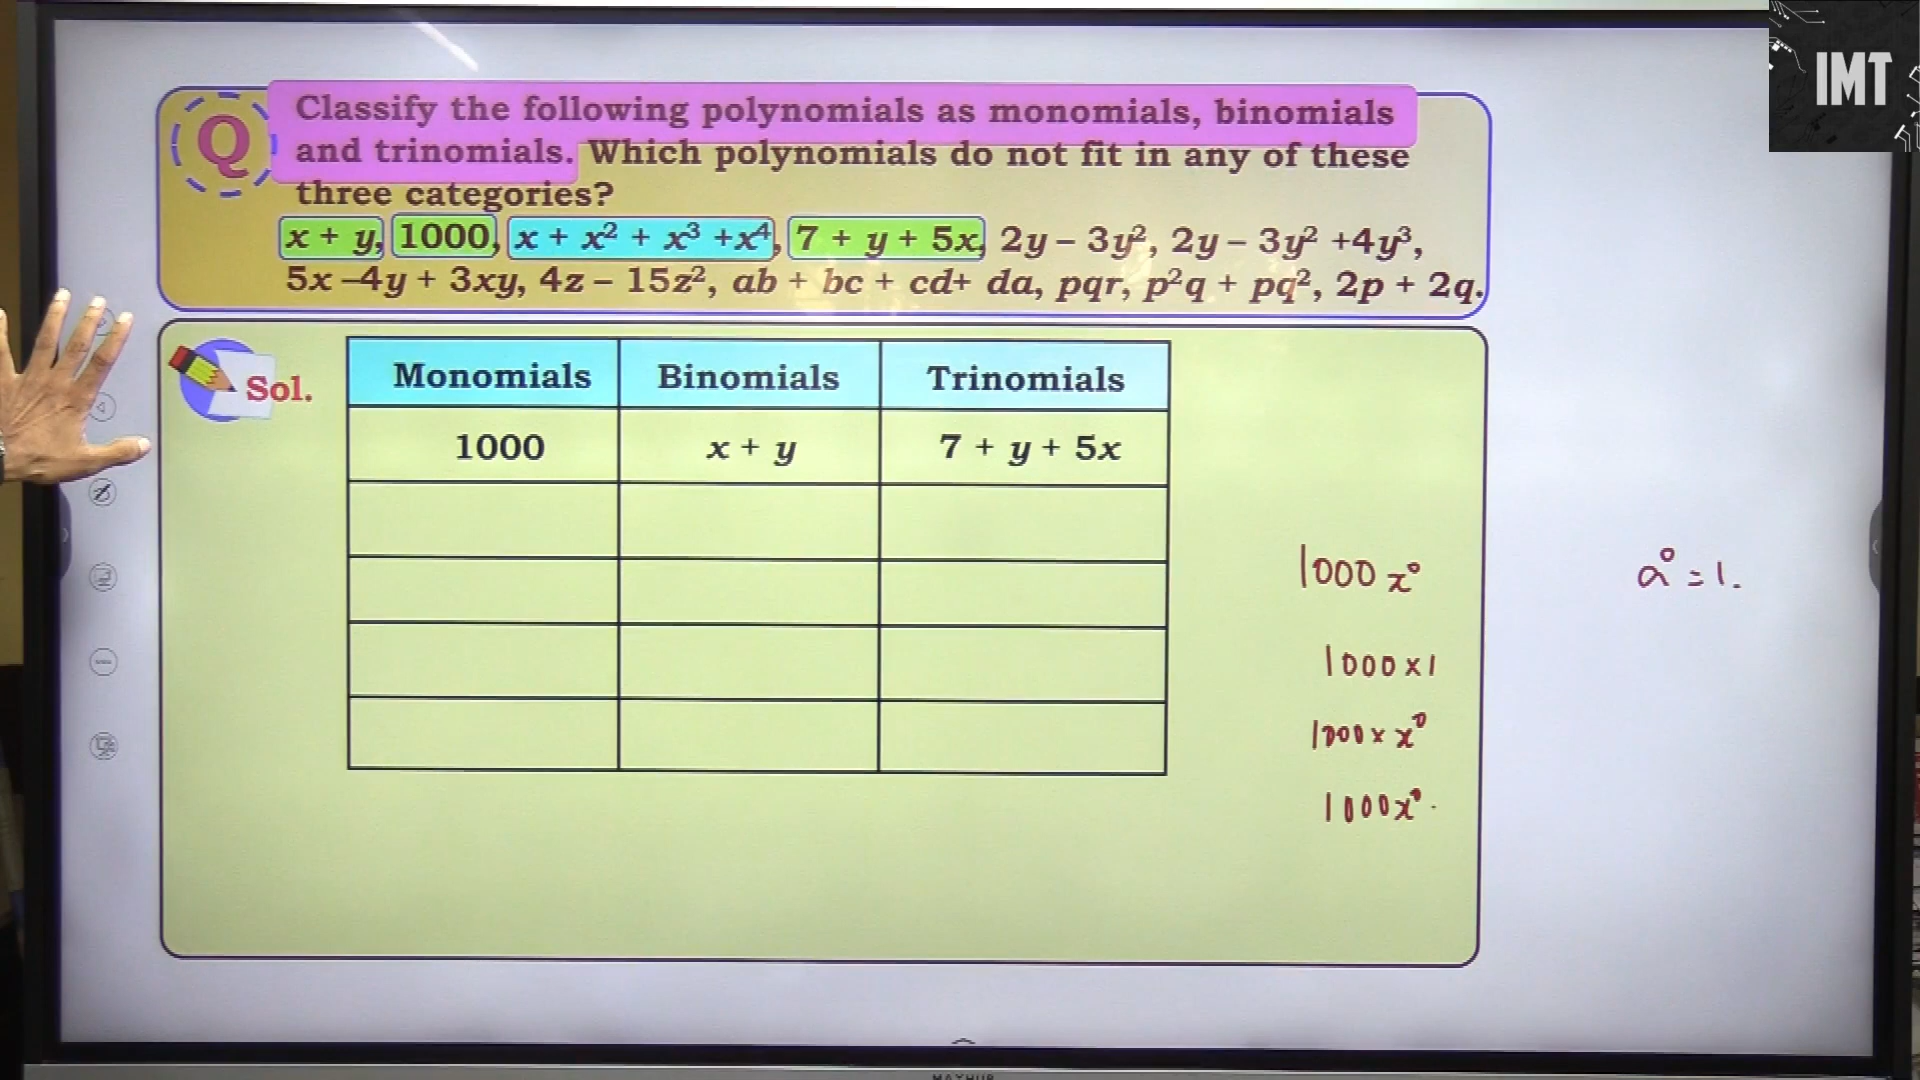 IMT
Q
Classify the following polynomials as monomials, binomials
and trinomials. Which polynomials do not fit in any of these
three categories?
x + y, 1000, x + x² + x³ +x⁴, 7 + y + 5x, 2y – 3y², 2y – 3y² +4y³,
5x –4y + 3xy, 4z – 15z², ab + bc + cd+ da, pqr, p²q + pq², 2p + 2q.
Sol.
Monomials Binomials Trinomials
1000 x + y 7 + y + 5x
1000 x⁰
a⁰ = 1.
1000 × 1
1000 × x⁰
1000x⁰.